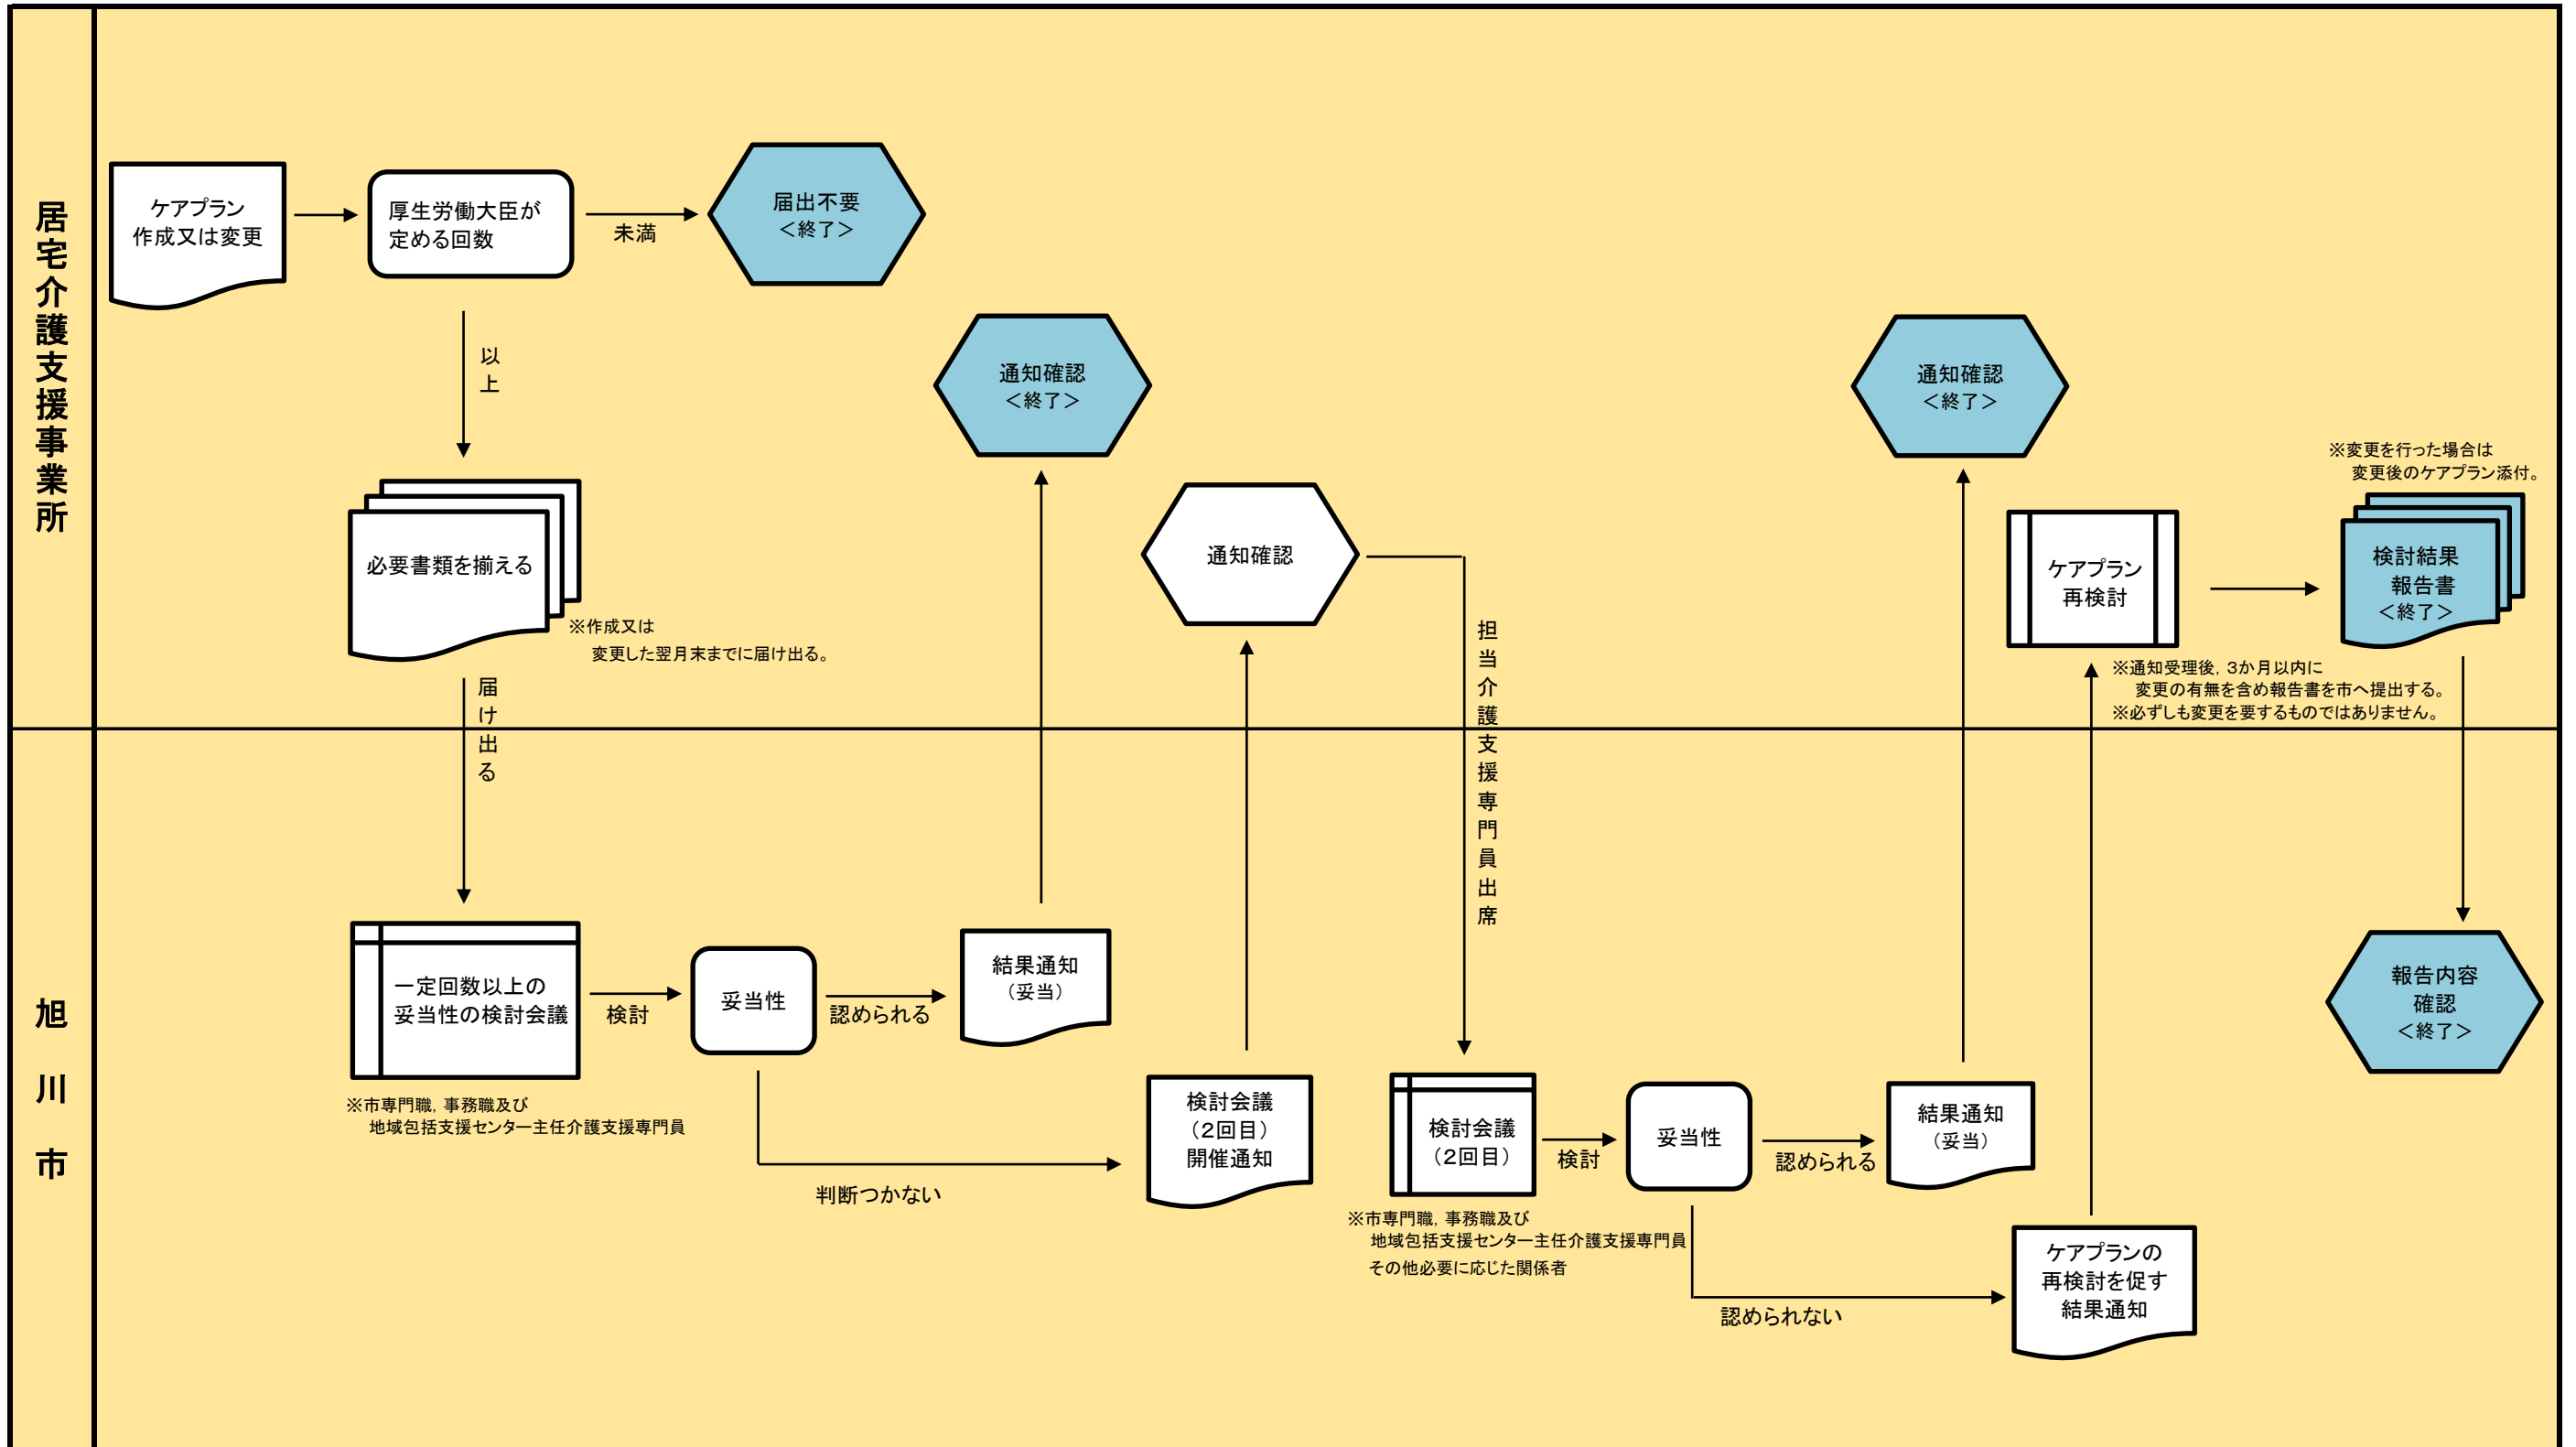 居宅介護支援事業所
ケアプラン
作成又は変更
厚生労働大臣が
定める回数
未満
届出不要
＜終了＞
以上
必要書類を揃える
※作成又は
変更した翌月末までに届け出る。
届け出る
通知確認
＜終了＞
通知確認
担当介護支援専門員出席
通知確認
＜終了＞
ケアプラン
再検討
※通知受理後，3か月以内に
変更の有無を含め報告書を市へ提出する。
※必ずしも変更を要するものではありません。
※変更を行った場合は
変更後のケアプラン添付。
検討結果
報告書
＜終了＞
旭川市
一定回数以上の
妥当性の検討会議
※市専門職，事務職及び
地域包括支援センター主任介護支援専門員
検討
妥当性
認められる
結果通知
（妥当）
判断つかない
検討会議
（2回目）
開催通知
検討会議
（2回目）
※市専門職，事務職及び
地域包括支援センター主任介護支援専門員
その他必要に応じた関係者
検討
妥当性
認められる
結果通知
（妥当）
認められない
ケアプランの
再検討を促す
結果通知
報告内容
確認
＜終了＞